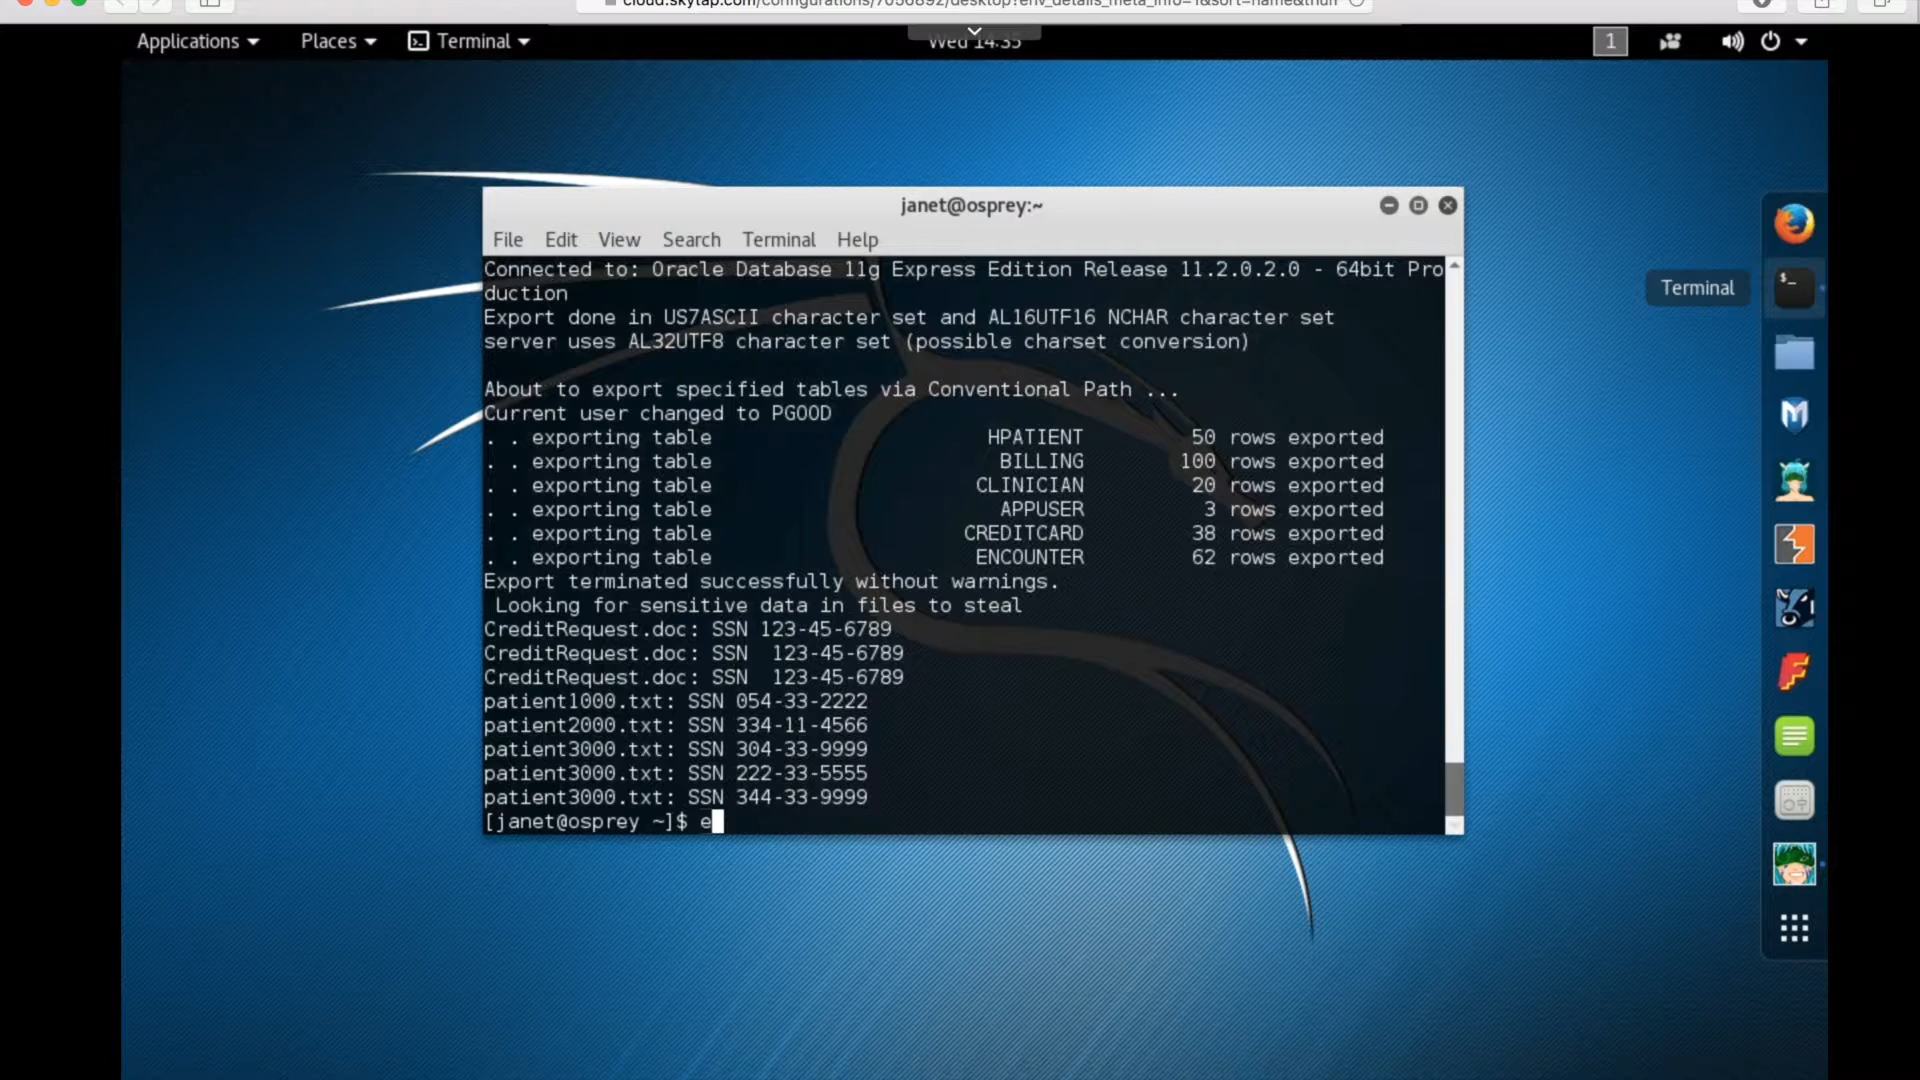 Applications
Places
Terminal
Wed 14:35
1
janet@osprey:~
File Edit View Search Terminal Help
Connected to: Oracle Database 11g Express Edition Release 11.2.0.2.0 - 64bit Pro
duction
Export done in US7ASCII character set and AL16UTF16 NCHAR character set
server uses AL32UTF8 character set (possible charset conversion)
About to export specified tables via Conventional Path ...
Current user changed to PGOOD
. . exporting table HPATIENT 50 rows exported
. . exporting table BILLING 100 rows exported
. . exporting table CLINICIAN 20 rows exported
. . exporting table APPUSER 3 rows exported
. . exporting table CREDITCARD 38 rows exported
. . exporting table ENCOUNTER 62 rows exported
Export terminated successfully without warnings.
Looking for sensitive data in files to steal
CreditRequest.doc: SSN 123-45-6789
CreditRequest.doc: SSN 123-45-6789
CreditRequest.doc: SSN 123-45-6789
patient1000.txt: SSN 054-33-2222
patient2000.txt: SSN 334-11-4566
patient3000.txt: SSN 304-33-9999
patient3000.txt: SSN 222-33-5555
patient3000.txt: SSN 344-33-9999
[janet@osprey ~]$ e
Terminal